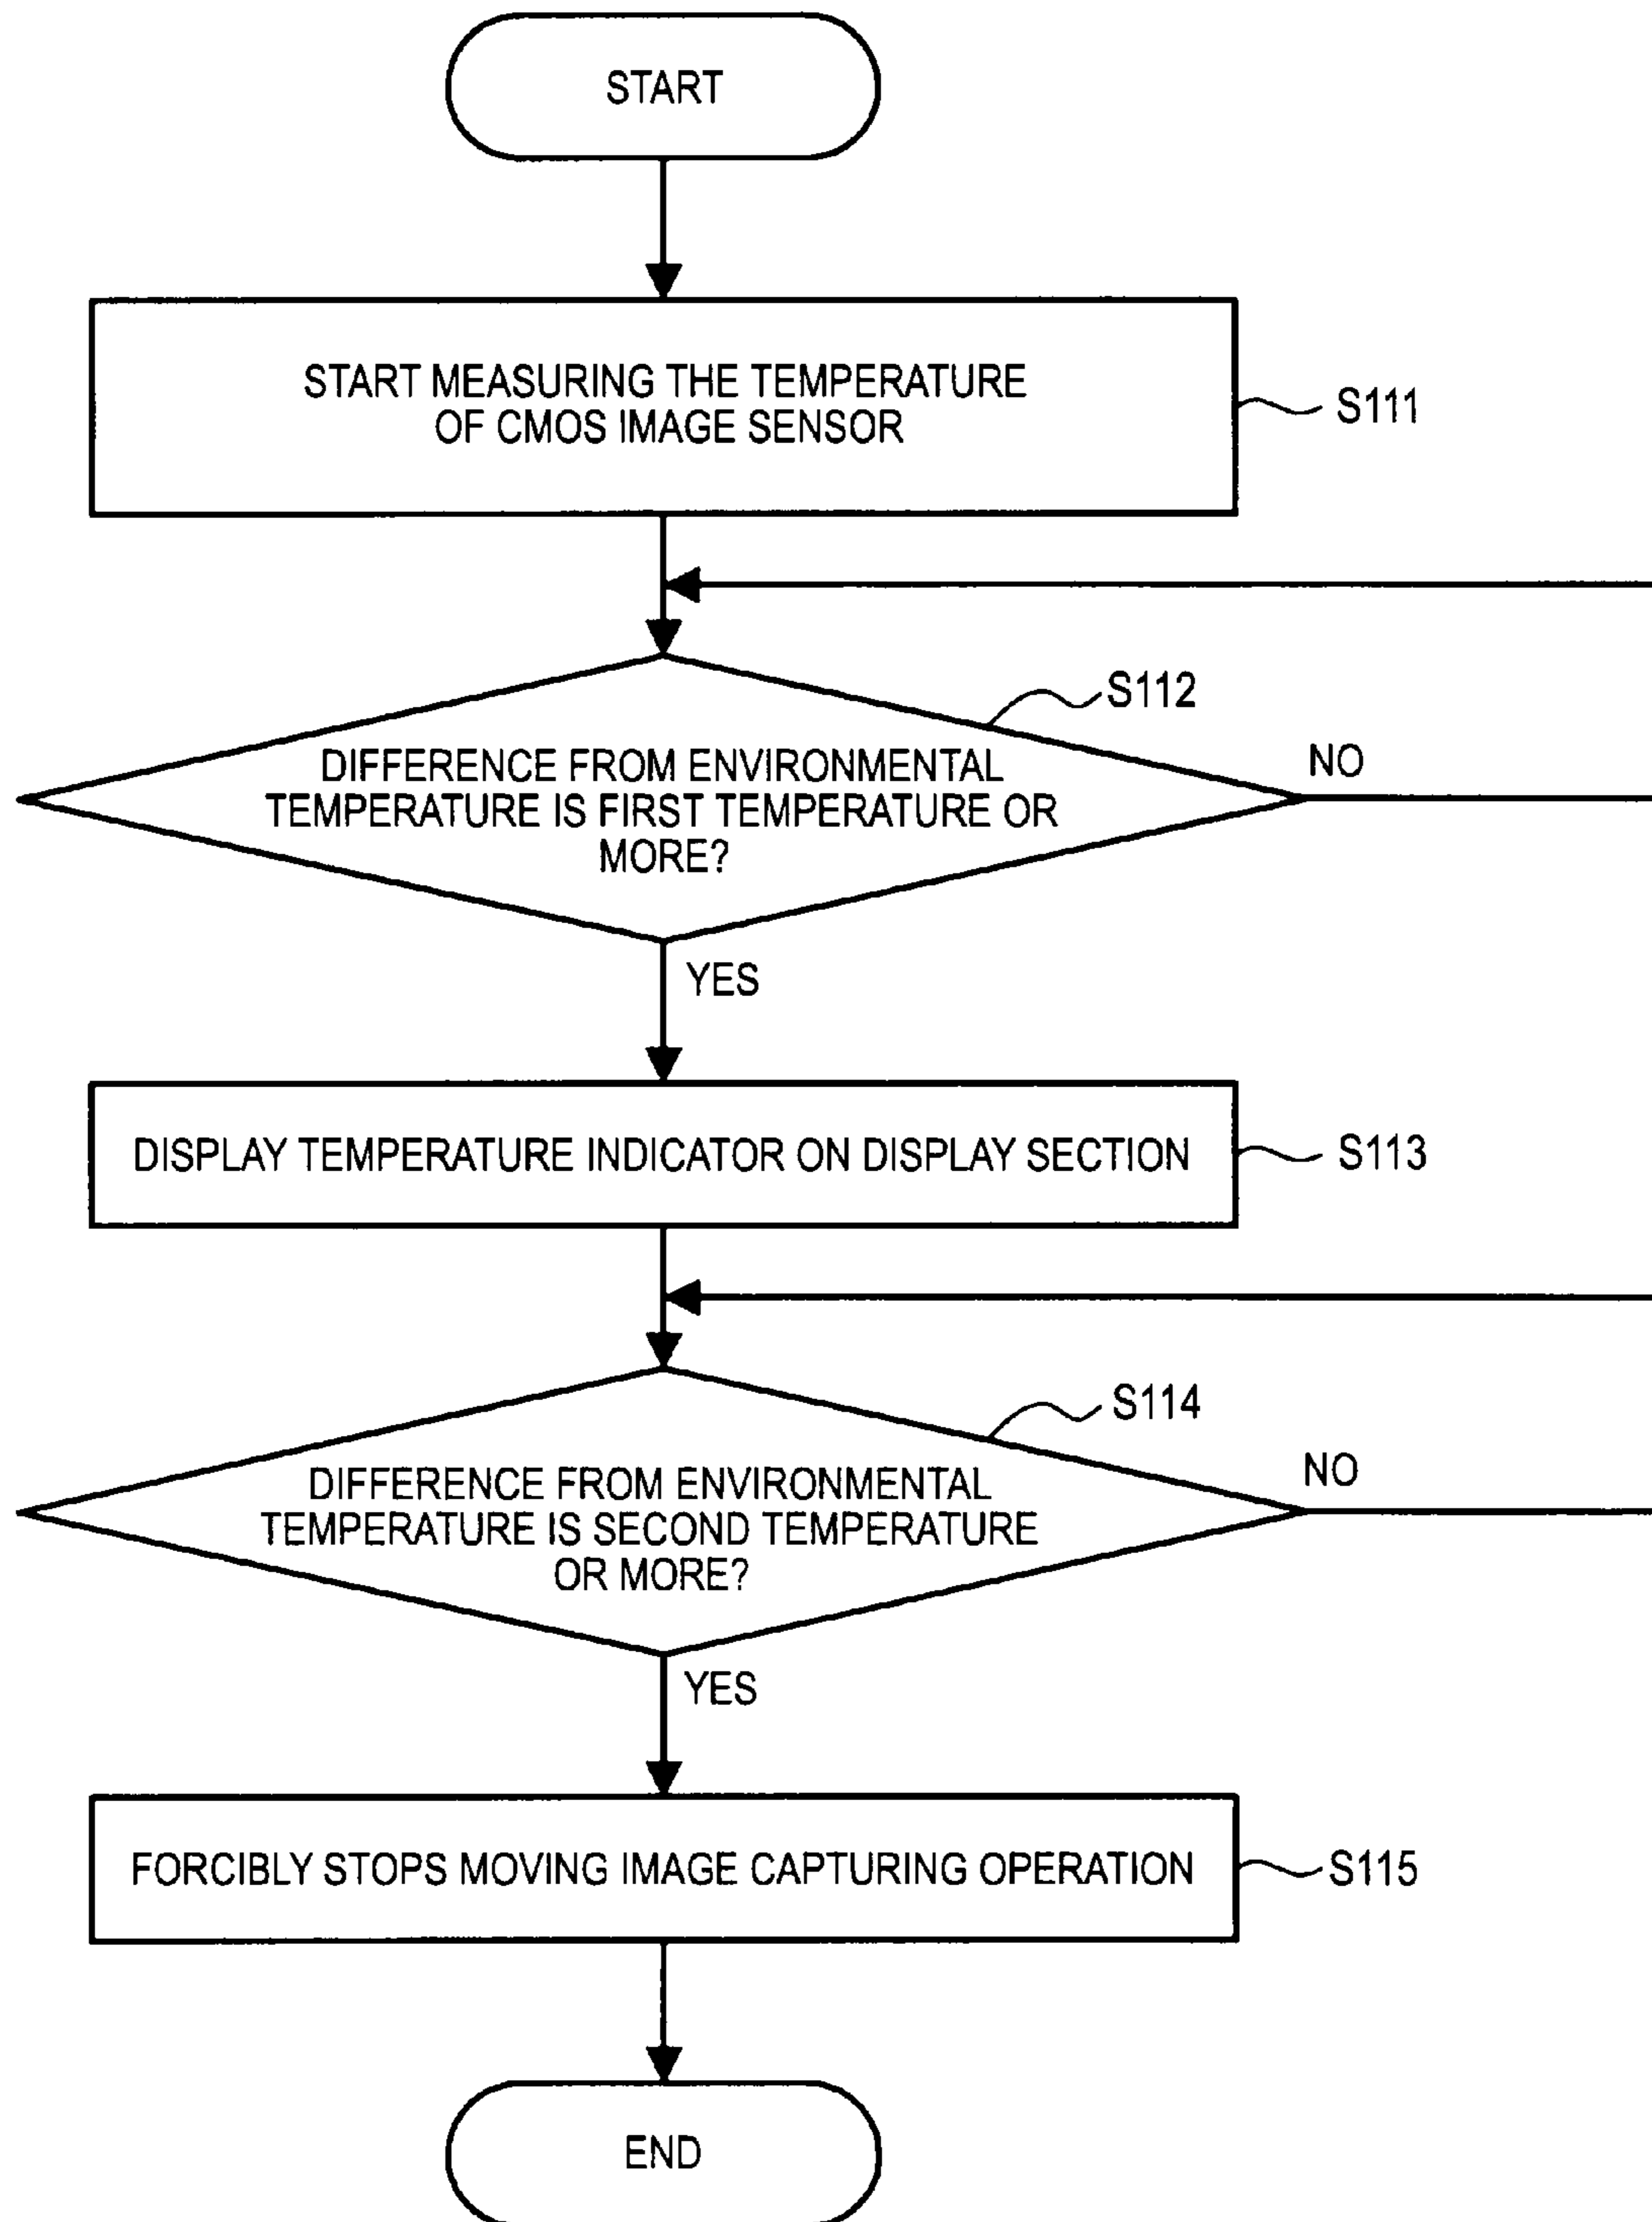 START
START MEASURING THE TEMPERATURE
OF CMOS IMAGE SENSOR
S111
S112
DIFFERENCE FROM ENVIRONMENTAL
TEMPERATURE IS FIRST TEMPERATURE OR
MORE?
NO
YES
DISPLAY TEMPERATURE INDICATOR ON DISPLAY SECTION
S113
S114
DIFFERENCE FROM ENVIRONMENTAL
TEMPERATURE IS SECOND TEMPERATURE
OR MORE?
NO
YES
FORCIBLY STOPS MOVING IMAGE CAPTURING OPERATION
S115
END